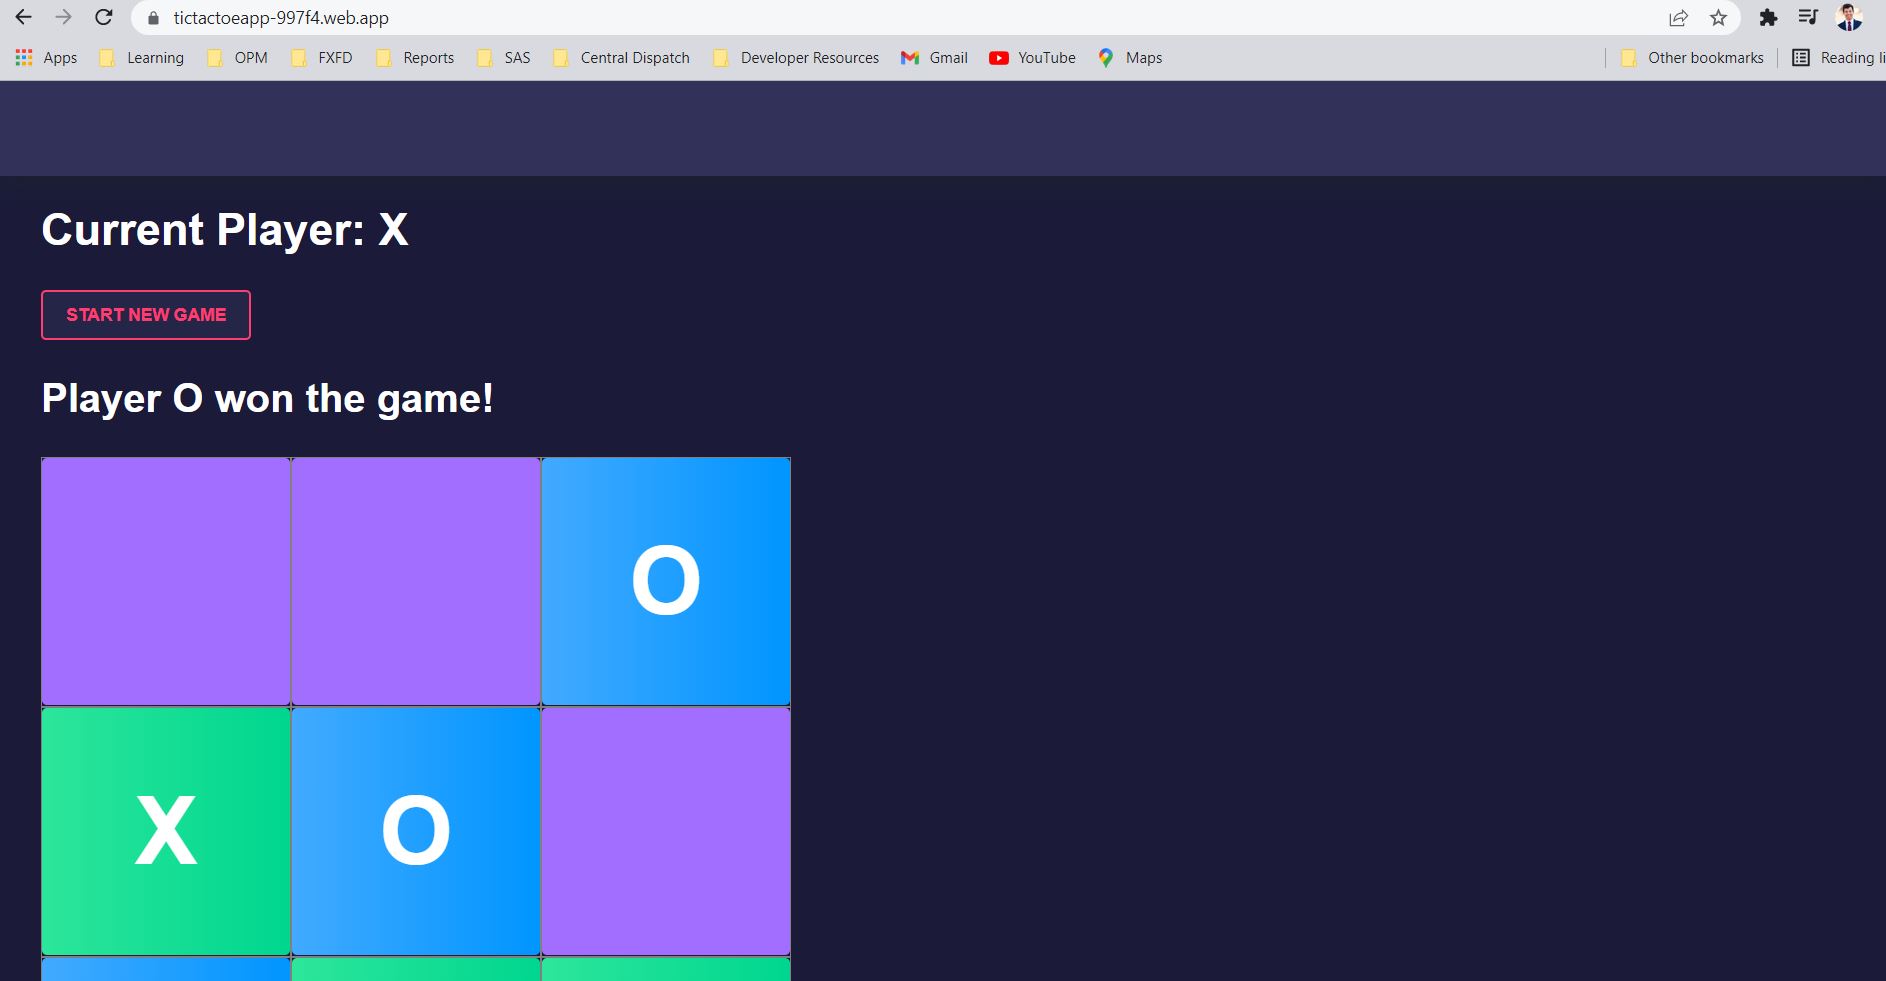 tictactoeapp-997f4.web.app
Apps Learning OPM FXFD Reports SAS Central Dispatch Developer Resources Gmail YouTube Maps Other bookmarks Reading li
Current Player: X
START NEW GAME
Player O won the game!
O
X O